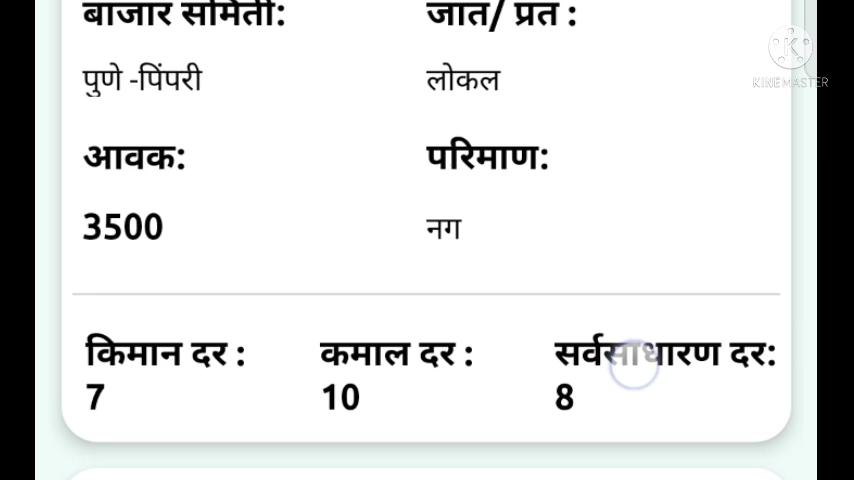 बाजार समिती: जात/ प्रत :
पुणे -पिंपरी लोकल
आवक: परिमाण:
3500 नग
किमान दर : कमाल दर : सर्वसाधारण दर:
7 10 8
KINEMASTER